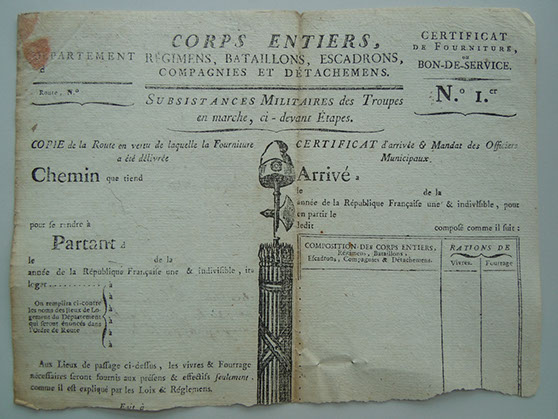 DÉPARTEMENT
d
Route, N.º
CORPS ENTIERS,
RÉGIMENS, BATAILLONS, ESCADRONS,
COMPAGNIES ET DÉTACHEMENS.
SUBSISTANCES MILITAIRES des Troupes
en marche, ci-devant Étapes.
CERTIFICAT
DE FOURNITURE,
OU
BON-DE-SERVICE.
N.º 1.er
COPIE de la Route en vertu de laquelle la Fourniture
a été délivrée
Chemin que tiend
pour se rendre à
Partant d
le de la
année de la République Française une & indivisible, ira
loger
On remplira ci-contre
les noms des lieux de Lo-
gement du Département
qui seront énoncés dans
l'Ordre de Route
à
à
à
à
à
Aux Lieux de passage ci-dessus, les vivres & Fourrage
nécessaires seront fournis aux présens & effectifs seulement,
comme il est expliqué par les Lois & Réglemens.
Fait à
CERTIFICAT d'arrivée & Mandat des Officiers
Municipaux.
Arrivé à
le de la
année de la République Française une & indivisible, pour
en partir le
ledit composé comme il suit :
COMPOSITION DES CORPS ENTIERS,
Régimens, Bataillons,
Escadrons, Compagnies & Détachemens.
RATIONS DE
Vivres. Fourrage